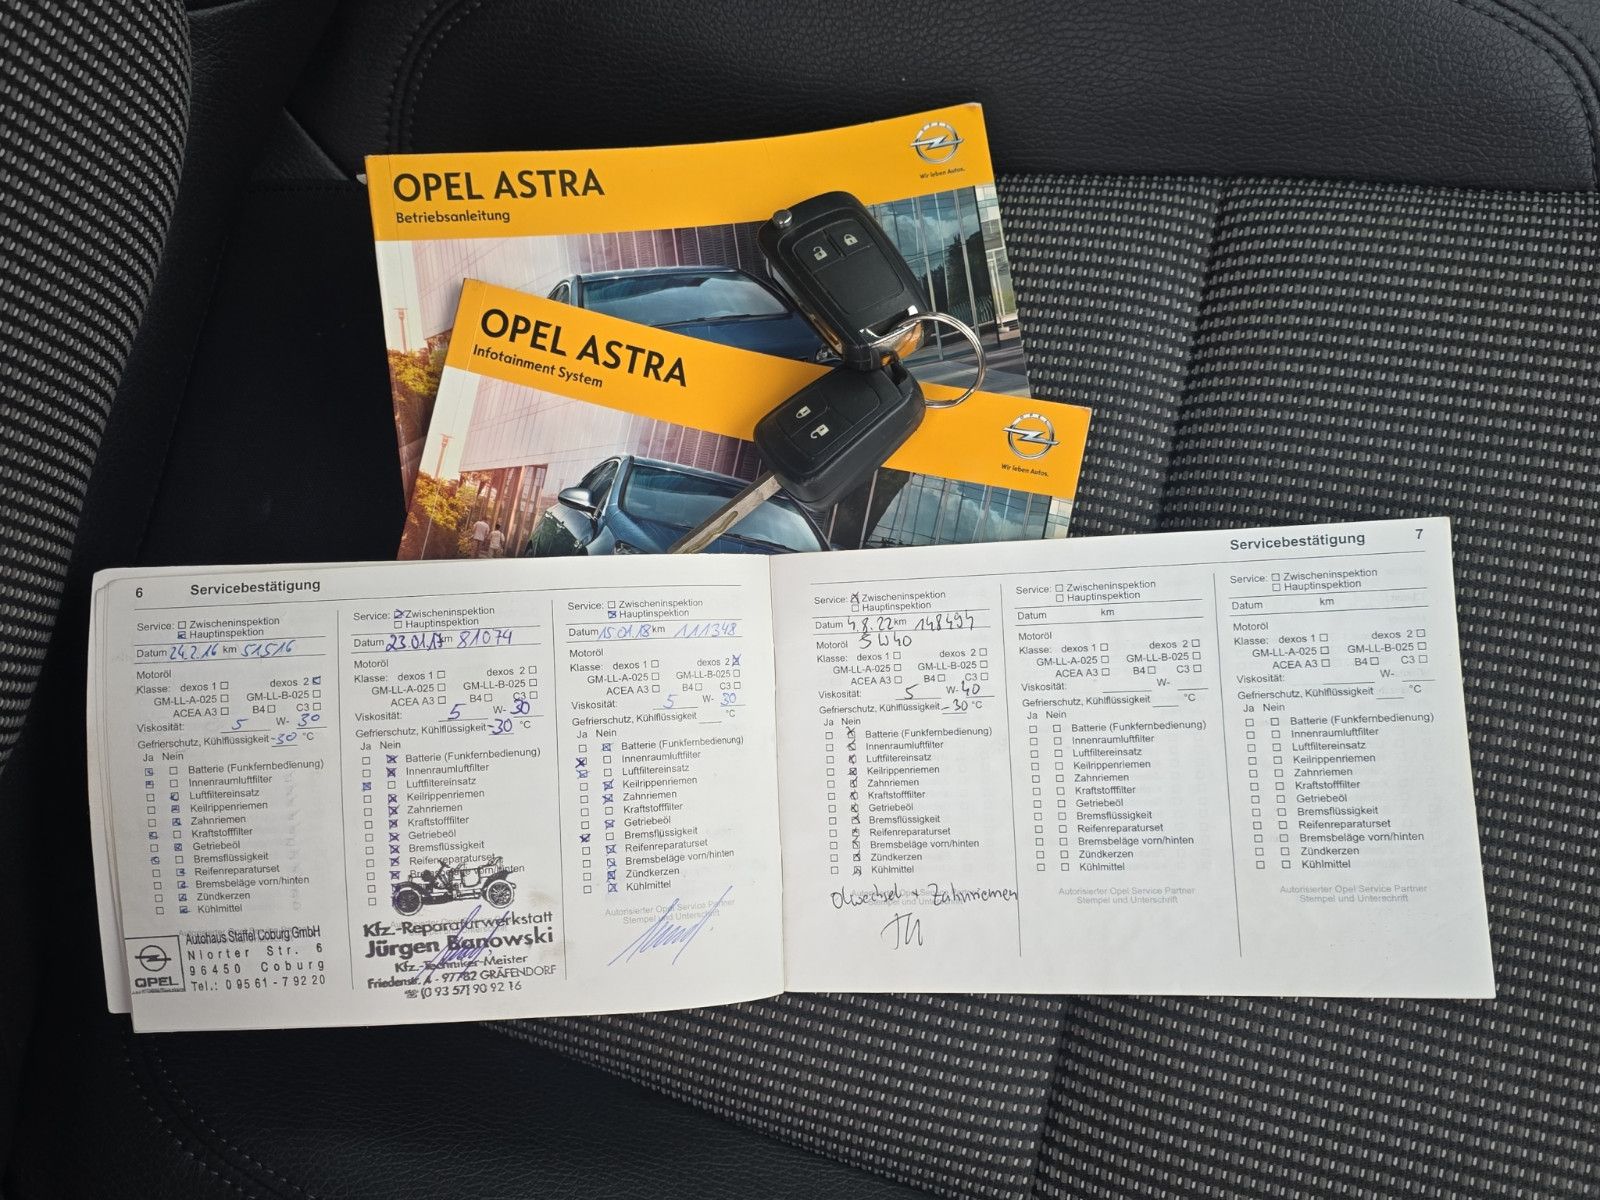 OPEL ASTRA
Betriebsanleitung
Wir leben Autos.
OPEL ASTRA
Infotainment System
Wir leben Autos.
6 Servicebestätigung
Service: Zwischeninspektion
Hauptinspektion
Datum 24.2.16 km 51516
Motoröl
Klasse: dexos 1 dexos 2
GM-LL-A-025 GM-LL-B-025
ACEA A3 B4 C3
Viskosität: 5 W- 30
Gefrierschutz, Kühlflüssigkeit -30 °C
Ja Nein
Batterie (Funkfernbedienung)
Innenraumluftfilter
Luftfiltereinsatz
Keilrippenriemen
Zahnriemen
Kraftstofffilter
Getriebeöl
Bremsflüssigkeit
Reifenreparaturset
Bremsbeläge vorn/hinten
Zündkerzen
Kühlmittel
Autohaus Staffel Coburg GmbH
Niorter Str. 6
96450 Coburg
Tel.: 09561-79220
OPEL
Service: Zwischeninspektion
Hauptinspektion
Datum 23.01.17 km 81074
Motoröl
Klasse: dexos 1 dexos 2
GM-LL-A-025 GM-LL-B-025
ACEA A3 B4 C3
Viskosität: 5 W- 30
Gefrierschutz, Kühlflüssigkeit -30 °C
Ja Nein
Batterie (Funkfernbedienung)
Innenraumluftfilter
Luftfiltereinsatz
Keilrippenriemen
Zahnriemen
Kraftstofffilter
Getriebeöl
Bremsflüssigkeit
Reifenreparaturset
Bremsbeläge vorn/hinten
Kfz.-Reparaturwerkstatt
Jürgen Banowski
Kfz.-Techniker-Meister
97782 GRÄFENDORF
(0 93 57) 90 92 16
Service: Zwischeninspektion
Hauptinspektion
Datum 15.01.18 km 111348
Motoröl
Klasse: dexos 1 dexos 2
GM-LL-A-025 GM-LL-B-025
ACEA A3 B4 C3
Viskosität: 5 W- 30
Gefrierschutz, Kühlflüssigkeit °C
Ja Nein
Batterie (Funkfernbedienung)
Innenraumluftfilter
Luftfiltereinsatz
Keilrippenriemen
Zahnriemen
Kraftstofffilter
Getriebeöl
Bremsflüssigkeit
Reifenreparaturset
Bremsbeläge vorn/hinten
Zündkerzen
Kühlmittel
Autorisierter Opel Service Partner
Stempel und Unterschrift
Servicebestätigung 7
Service: Zwischeninspektion
Hauptinspektion
Datum 4.8.22 km 148494
Motoröl 5W40
Klasse: dexos 1 dexos 2
GM-LL-A-025 GM-LL-B-025
ACEA A3 B4 C3
Viskosität: 5 W- 40
Gefrierschutz, Kühlflüssigkeit -30 °C
Ja Nein
Batterie (Funkfernbedienung)
Innenraumluftfilter
Luftfiltereinsatz
Keilrippenriemen
Zahnriemen
Kraftstofffilter
Getriebeöl
Bremsflüssigkeit
Reifenreparaturset
Bremsbeläge vorn/hinten
Zündkerzen
Kühlmittel
Ölwechsel + Zahnriemen
Service: Zwischeninspektion
Hauptinspektion
Datum km
Motoröl
Klasse: dexos 1 dexos 2
GM-LL-A-025 GM-LL-B-025
ACEA A3 B4 C3
Viskosität: W-
Gefrierschutz, Kühlflüssigkeit °C
Ja Nein
Batterie (Funkfernbedienung)
Innenraumluftfilter
Luftfiltereinsatz
Keilrippenriemen
Zahnriemen
Kraftstofffilter
Getriebeöl
Bremsflüssigkeit
Reifenreparaturset
Bremsbeläge vorn/hinten
Zündkerzen
Kühlmittel
Autorisierter Opel Service Partner
Stempel und Unterschrift
Service: Zwischeninspektion
Hauptinspektion
Datum km
Motoröl
Klasse: dexos 1 dexos 2
GM-LL-A-025 GM-LL-B-025
ACEA A3 B4 C3
Viskosität: W-
Gefrierschutz, Kühlflüssigkeit °C
Ja Nein
Batterie (Funkfernbedienung)
Innenraumluftfilter
Luftfiltereinsatz
Keilrippenriemen
Zahnriemen
Kraftstofffilter
Getriebeöl
Bremsflüssigkeit
Reifenreparaturset
Bremsbeläge vorn/hinten
Zündkerzen
Kühlmittel
Autorisierter Opel Service Partner
Stempel und Unterschrift